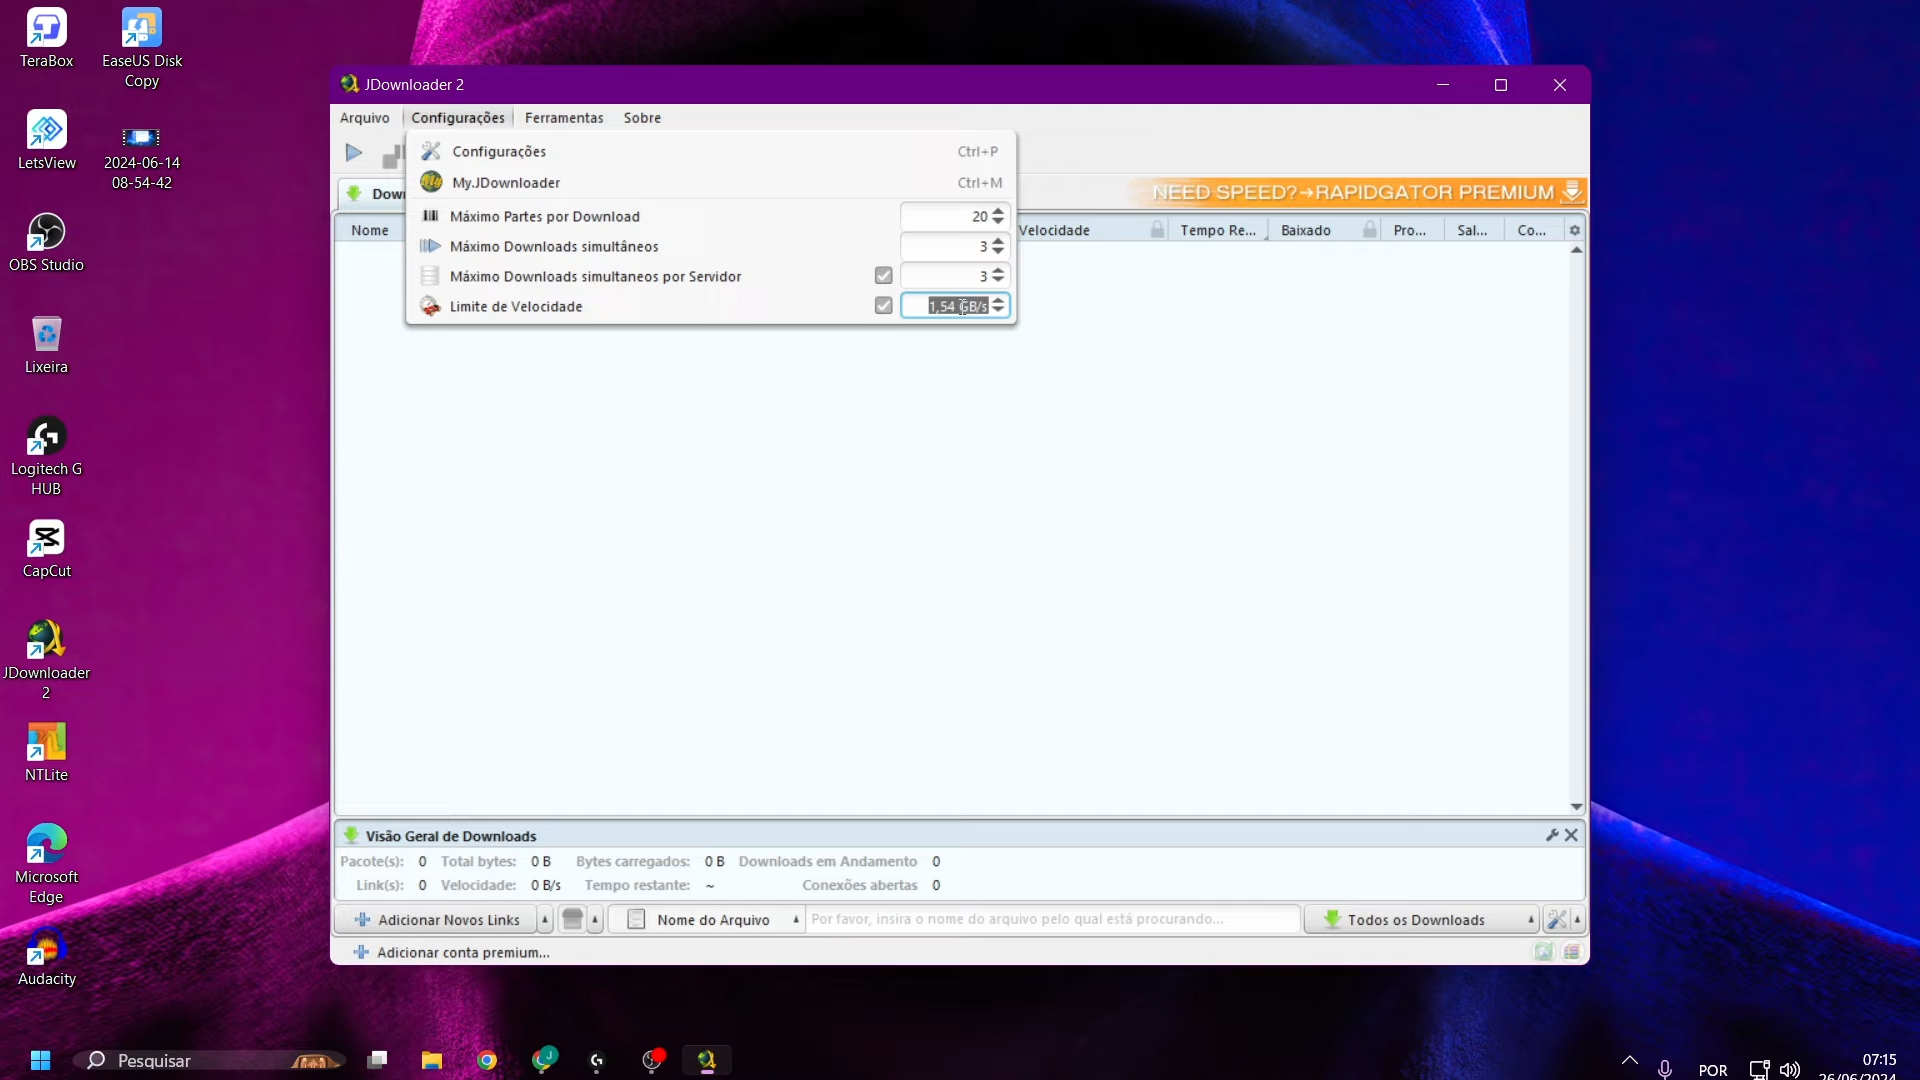 TeraBox
EaseUS Disk
Copy
LetsView
2024-06-14
08-54-42
OBS Studio
Lixeira
Logitech G
HUB
CapCut
JDownloader
2
NTLite
Microsoft
Edge
Audacity
JDownloader 2
Arquivo Configurações Ferramentas Sobre
Configurações Ctrl+P
My.JDownloader Ctrl+M
Máximo Partes por Download 20
Máximo Downloads simultâneos 3
Máximo Downloads simultaneos por Servidor 3
Limite de Velocidade 1,54 GB/s
Dow
NEED SPEED?→RAPIDGATOR PREMIUM
Nome Velocidade Tempo Re... Baixado Pro... Sal... Co...
Visão Geral de Downloads
Pacote(s): 0 Total bytes: 0 B Bytes carregados: 0 B Downloads em Andamento 0
Link(s): 0 Velocidade: 0 B/s Tempo restante: ~ Conexões abertas 0
Adicionar Novos Links Nome do Arquivo Por favor, insira o nome do arquivo pelo qual está procurando... Todos os Downloads
Adicionar conta premium...
Pesquisar
J
POR
07:15
26/06/2024